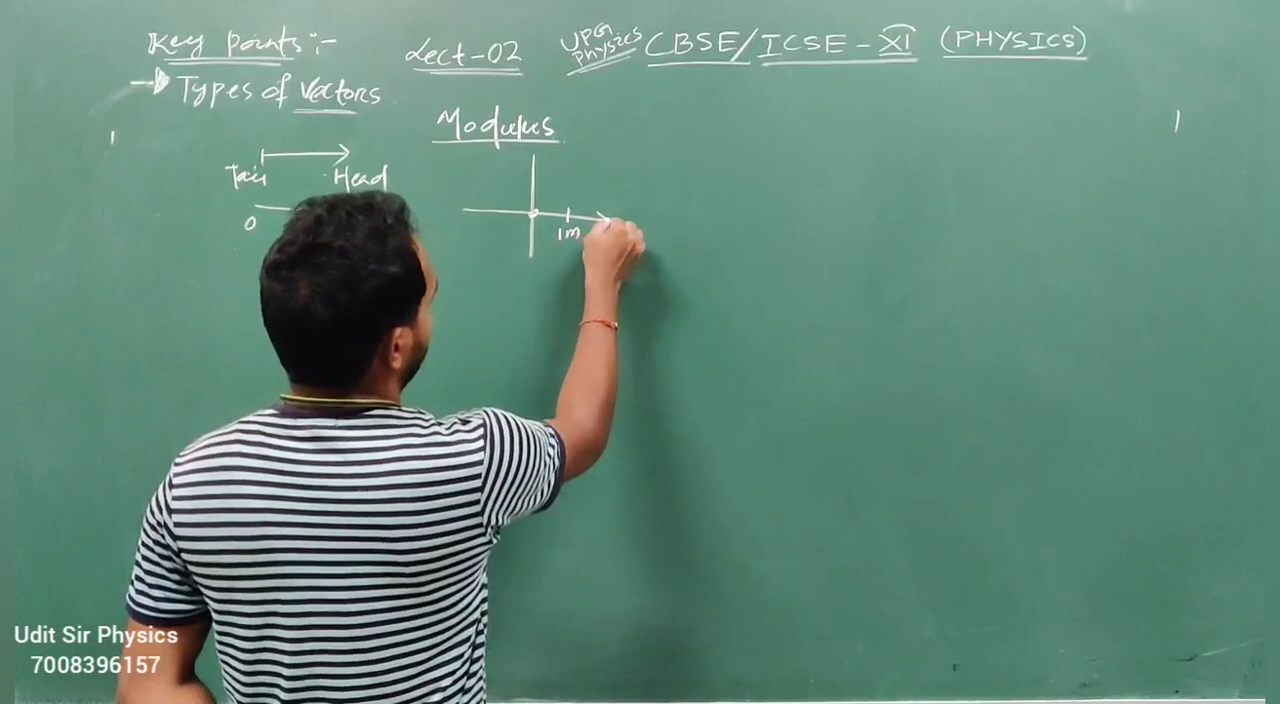 Key points :-
Lect-02
UPG1 Physics
CBSE/ICSE - XI (PHYSICS)
→ Types of Vectors
Modulus
Tail
Head
0
1m
Udit Sir Physics
7008396157